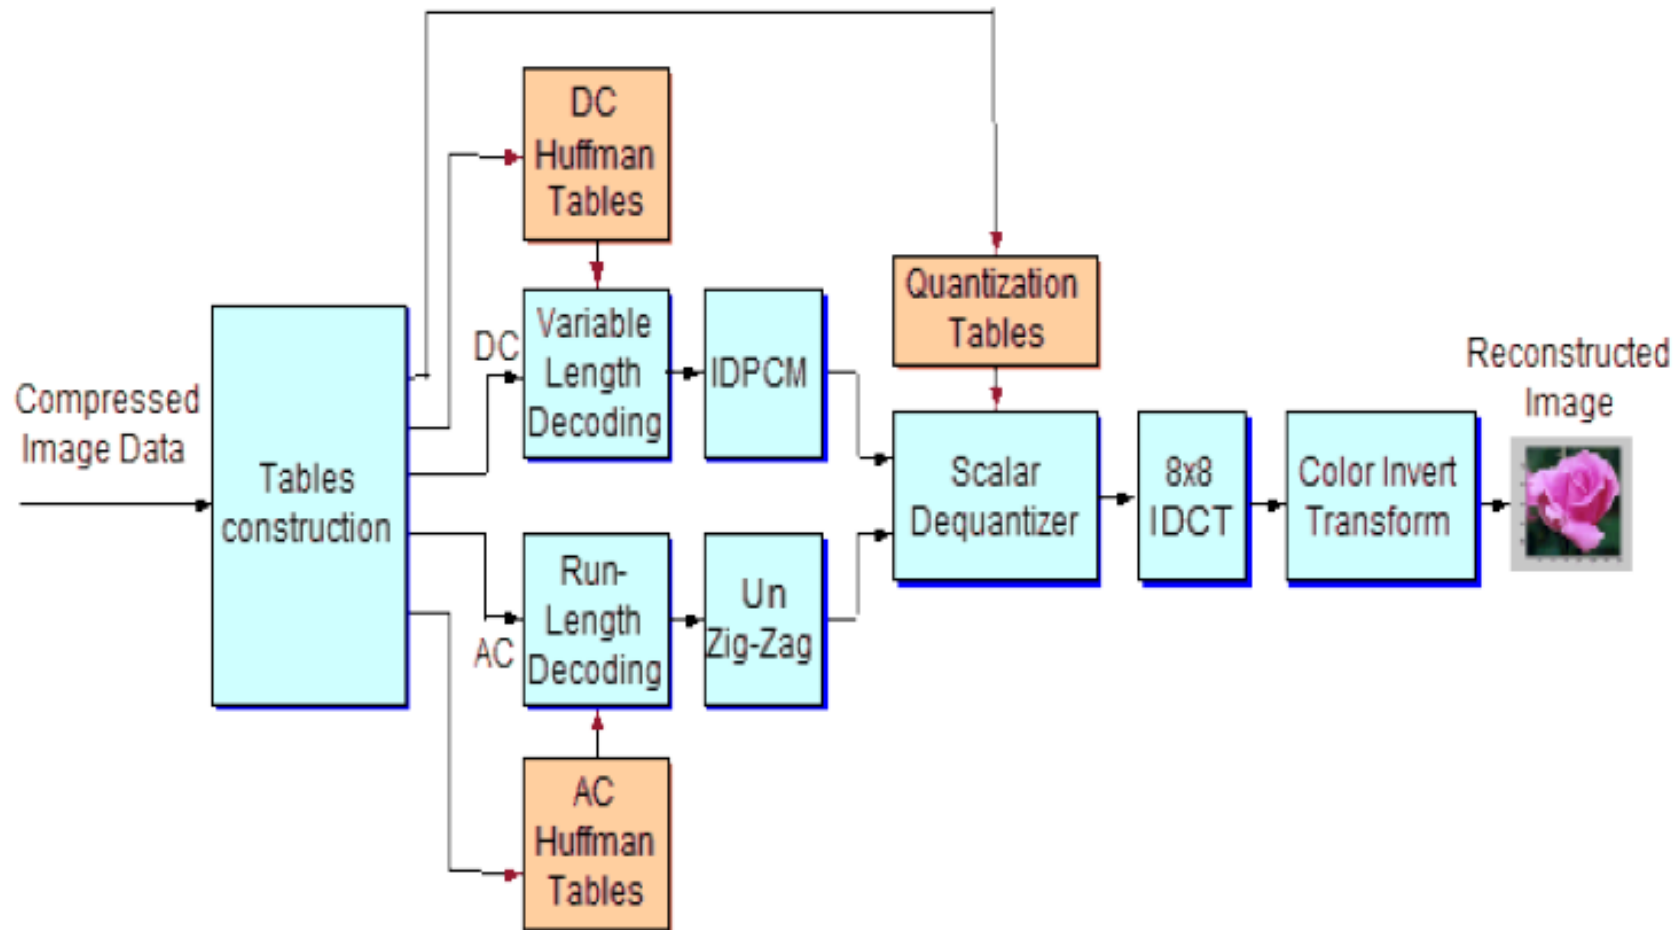 Compressed
Image Data
Tables
construction
DC
Huffman
Tables
DC
Variable
Length
Decoding
IDPCM
AC
Run-
Length
Decoding
Un
Zig-Zag
AC
Huffman
Tables
Quantization
Tables
Scalar
Dequantizer
8x8
IDCT
Color Invert
Transform
Reconstructed
Image